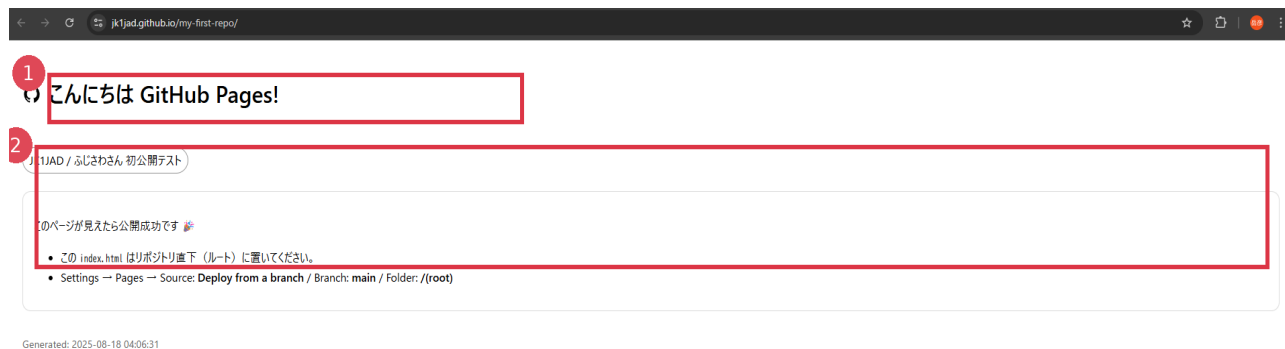 jk1jad.github.io/my-first-repo/
1
こんにちは GitHub Pages!
2
JK1JAD / ふじさわさん 初公開テスト
このページが見えたら公開成功です 🎉
• この index.html はリポジトリ直下（ルート）に置いてください。
• Settings → Pages → Source: Deploy from a branch / Branch: main / Folder: /(root)
Generated: 2025-08-18 04:06:31